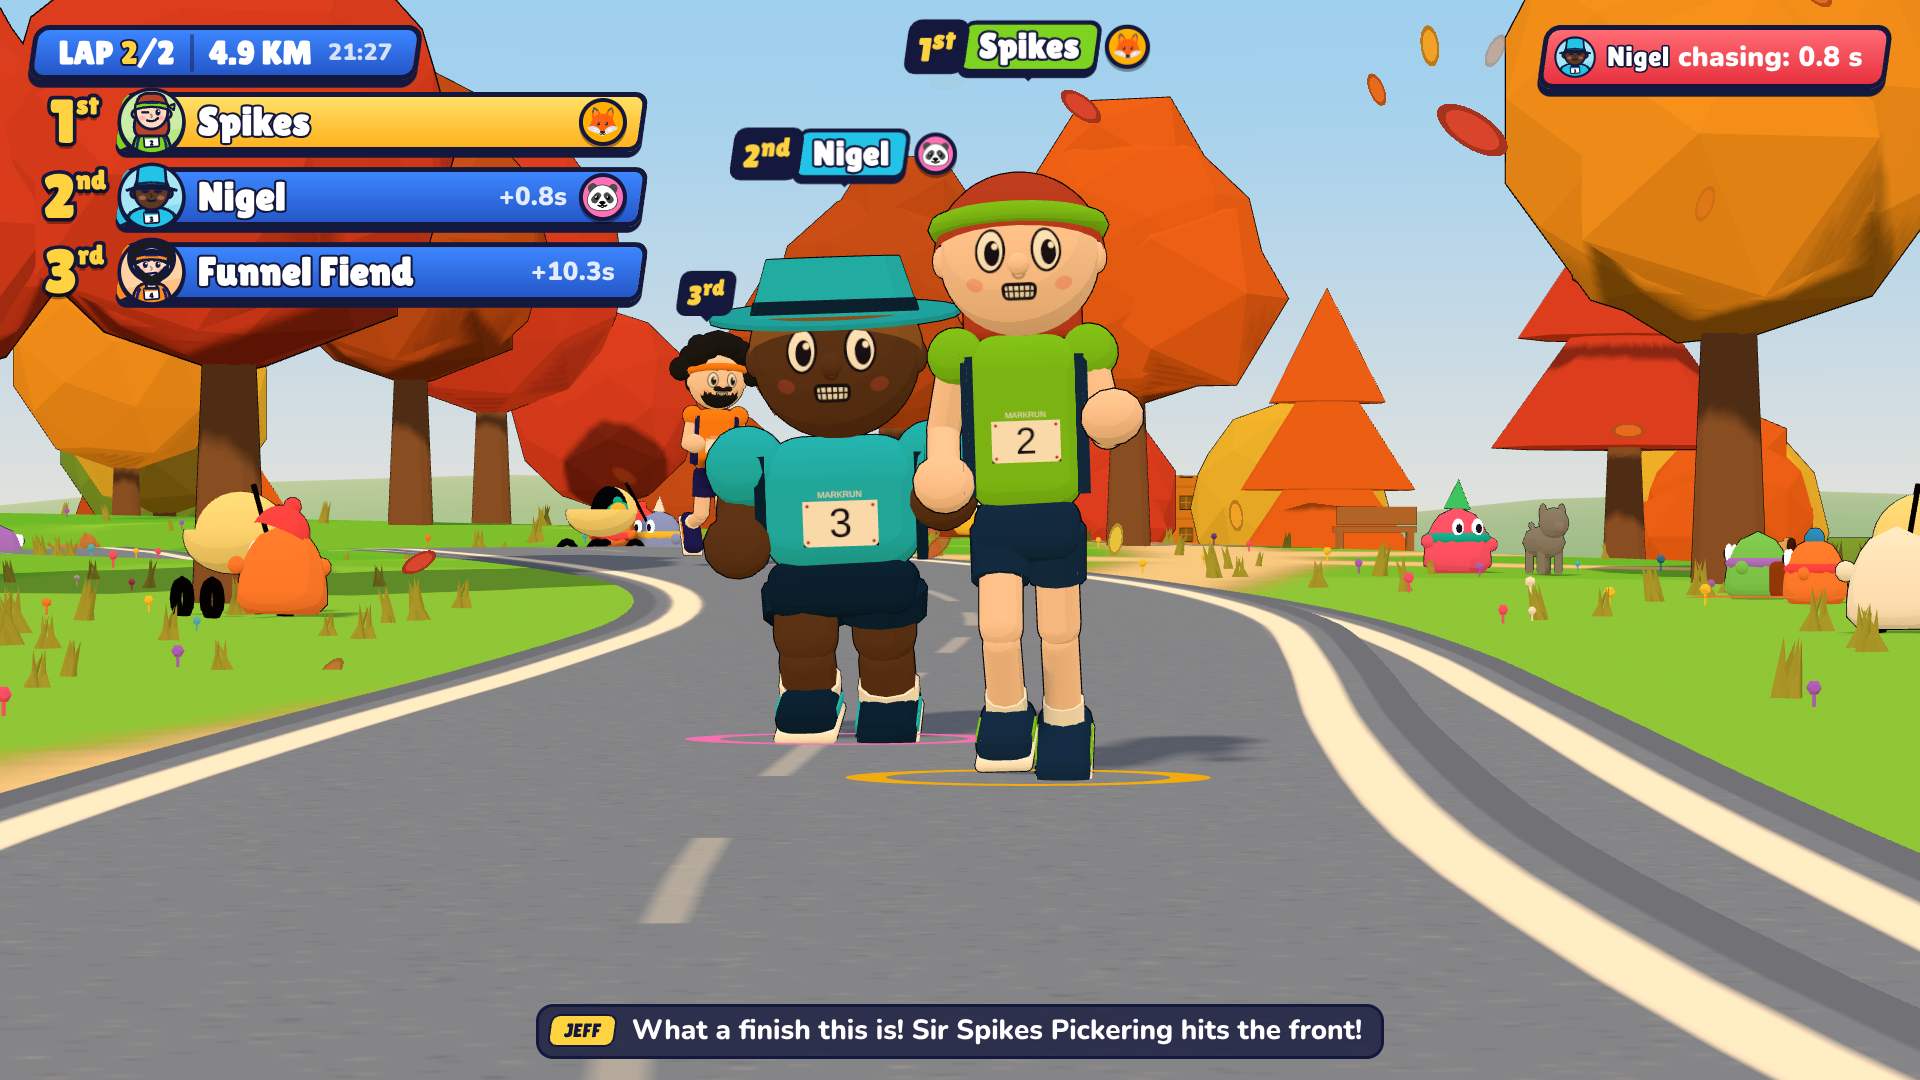 LAP 2/2 4.9 KM 21:27
1st Spikes
2nd Nigel +0.8s
3rd Funnel Fiend +10.3s
1st Spikes
2nd Nigel
3rd
Nigel chasing: 0.8 s
MARKRUN
2
MARKRUN
3
JEFF What a finish this is! Sir Spikes Pickering hits the front!